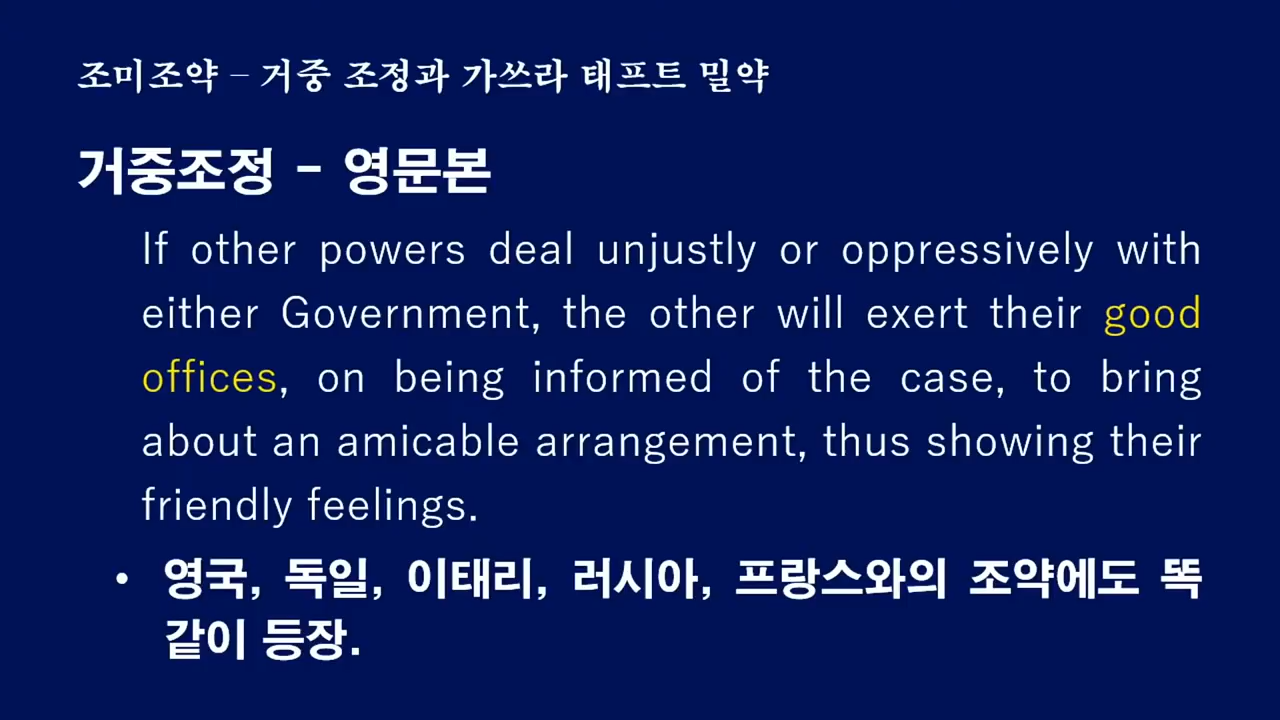 조미조약 – 거중 조정과 가쓰라 태프트 밀약
거중조정 - 영문본
If other powers deal unjustly or oppressively with
either Government, the other will exert their good
offices, on being informed of the case, to bring
about an amicable arrangement, thus showing their
friendly feelings.
• 영국, 독일, 이태리, 러시아, 프랑스와의 조약에도 똑
같이 등장.